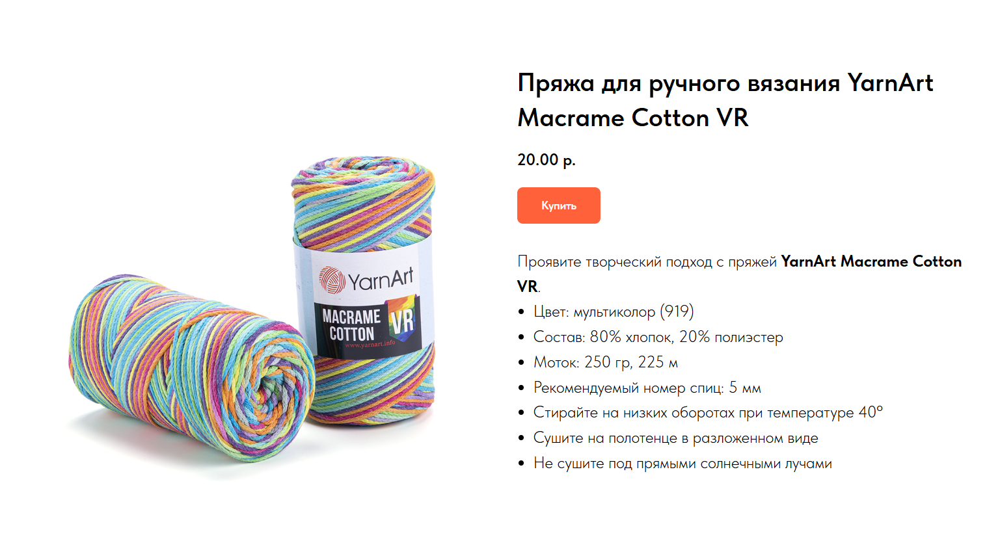 Пряжа для ручного вязания YarnArt
Macrame Cotton VR
20.00 р.
Купить
Проявите творческий подход с пряжей YarnArt Macrame Cotton
VR.
• Цвет: мультиколор (919)
• Состав: 80% хлопок, 20% полиэстер
• Моток: 250 гр, 225 м
• Рекомендуемый номер спиц: 5 мм
• Стирайте на низких оборотах при температуре 40°
• Сушите на полотенце в разложенном виде
• Не сушите под прямыми солнечными лучами
YarnArt
MACRAME
COTTON
VR
www.yarnart.info